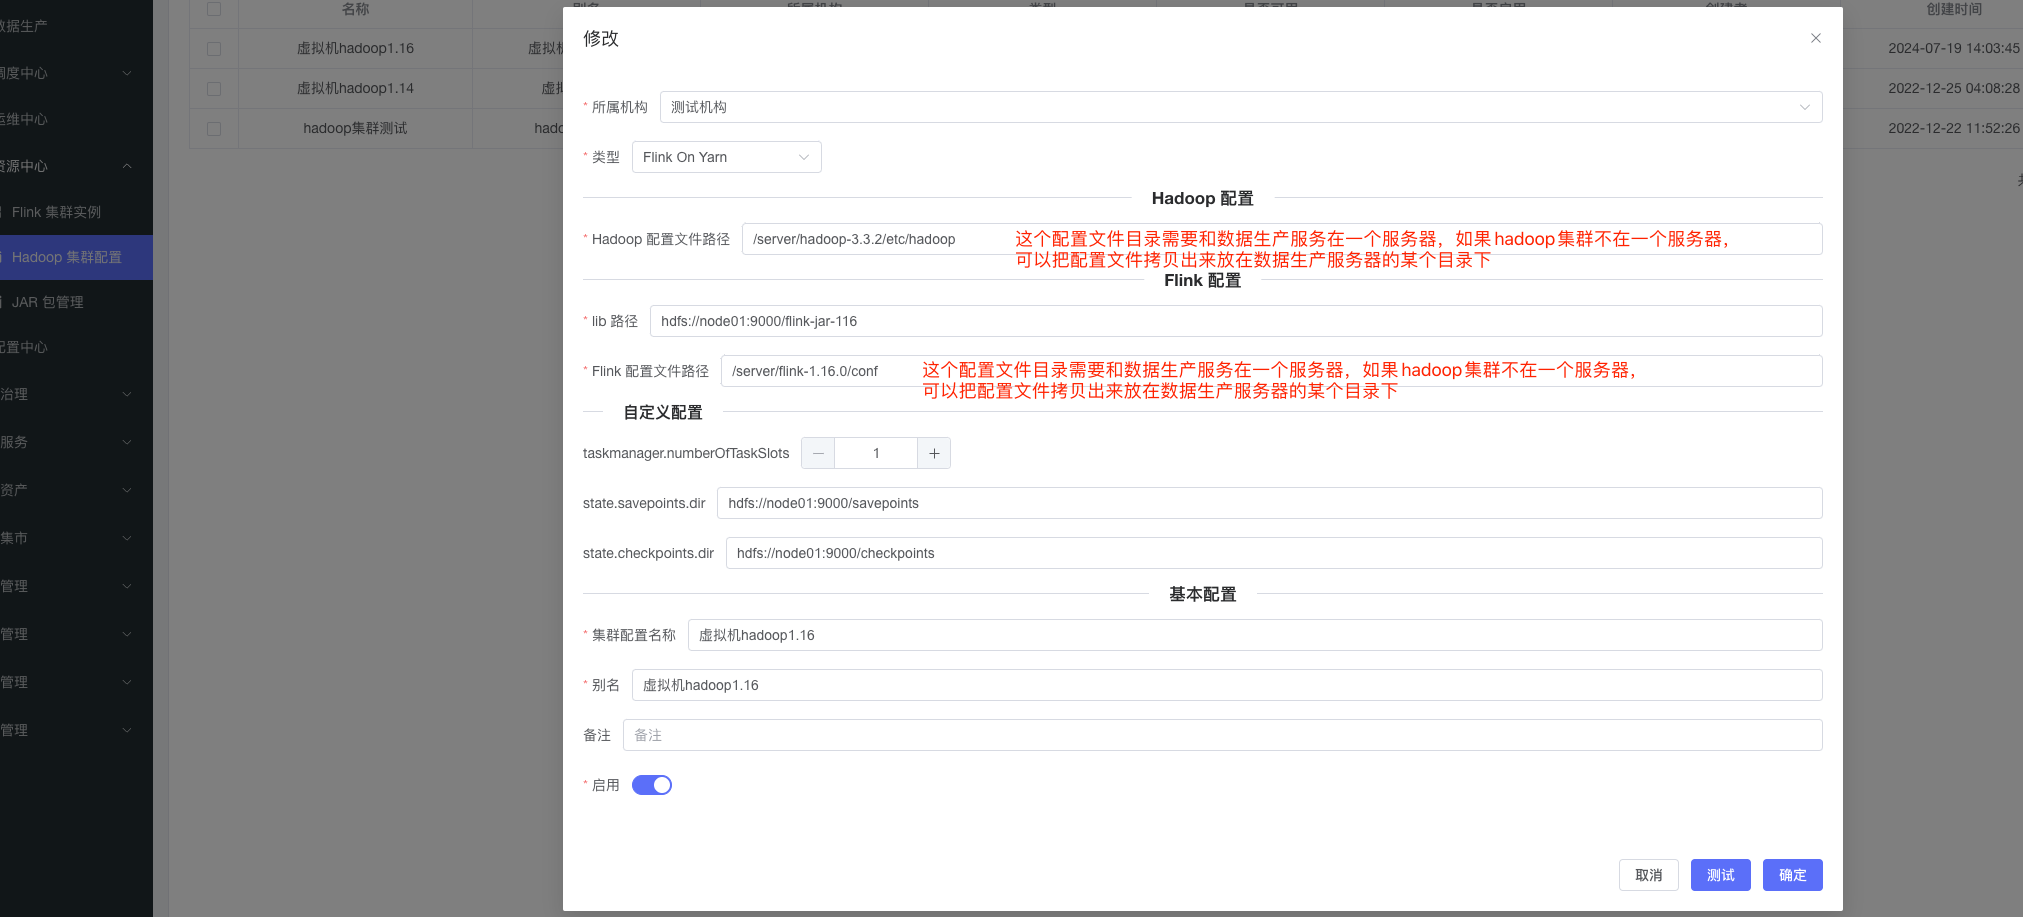 数据生产
调度中心
运维中心
资源中心
Flink 集群实例
Hadoop 集群配置
JAR 包管理
配置中心
治理
服务
资产
集市
管理
管理
管理
管理
名称
创建时间
虚拟机hadoop1.16
2024-07-19 14:03:45
虚拟机hadoop1.14
2022-12-25 04:08:28
hadoop集群测试
2022-12-22 11:52:26
修改
* 所属机构 测试机构
* 类型 Flink On Yarn
Hadoop 配置
* Hadoop 配置文件路径 /server/hadoop-3.3.2/etc/hadoop
这个配置文件目录需要和数据生产服务在一个服务器，如果hadoop集群不在一个服务器，
可以把配置文件拷贝出来放在数据生产服务器的某个目录下
Flink 配置
* lib 路径 hdfs://node01:9000/flink-jar-116
* Flink 配置文件路径 /server/flink-1.16.0/conf
这个配置文件目录需要和数据生产服务在一个服务器，如果hadoop集群不在一个服务器，
可以把配置文件拷贝出来放在数据生产服务器的某个目录下
自定义配置
taskmanager.numberOfTaskSlots 1
state.savepoints.dir hdfs://node01:9000/savepoints
state.checkpoints.dir hdfs://node01:9000/checkpoints
基本配置
* 集群配置名称 虚拟机hadoop1.16
* 别名 虚拟机hadoop1.16
备注 备注
* 启用
取消 测试 确定